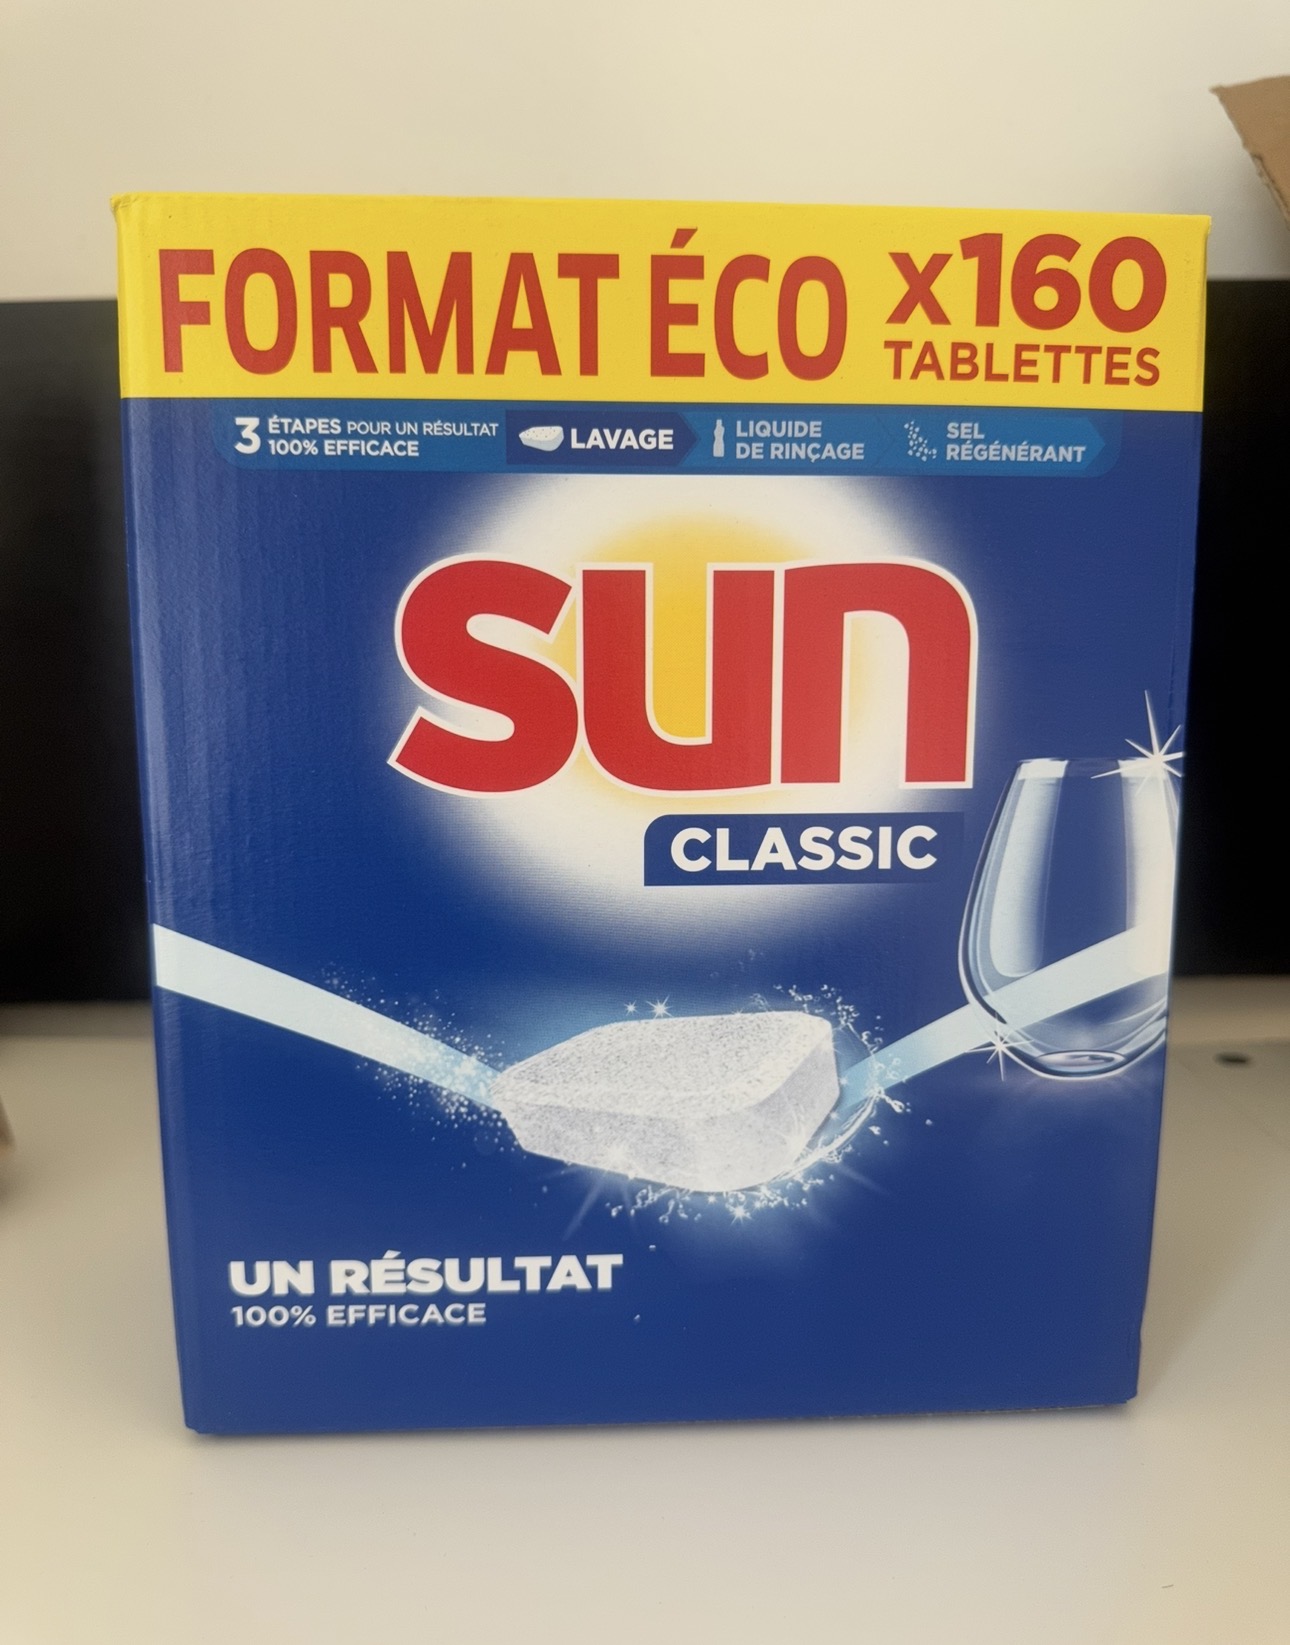 FORMAT ÉCO
x160
TABLETTES
3 ÉTAPES POUR UN RÉSULTAT
100% EFFICACE
LAVAGE
LIQUIDE
DE RINÇAGE
SEL
RÉGÉNÉRANT
sun
CLASSIC
UN RÉSULTAT
100% EFFICACE